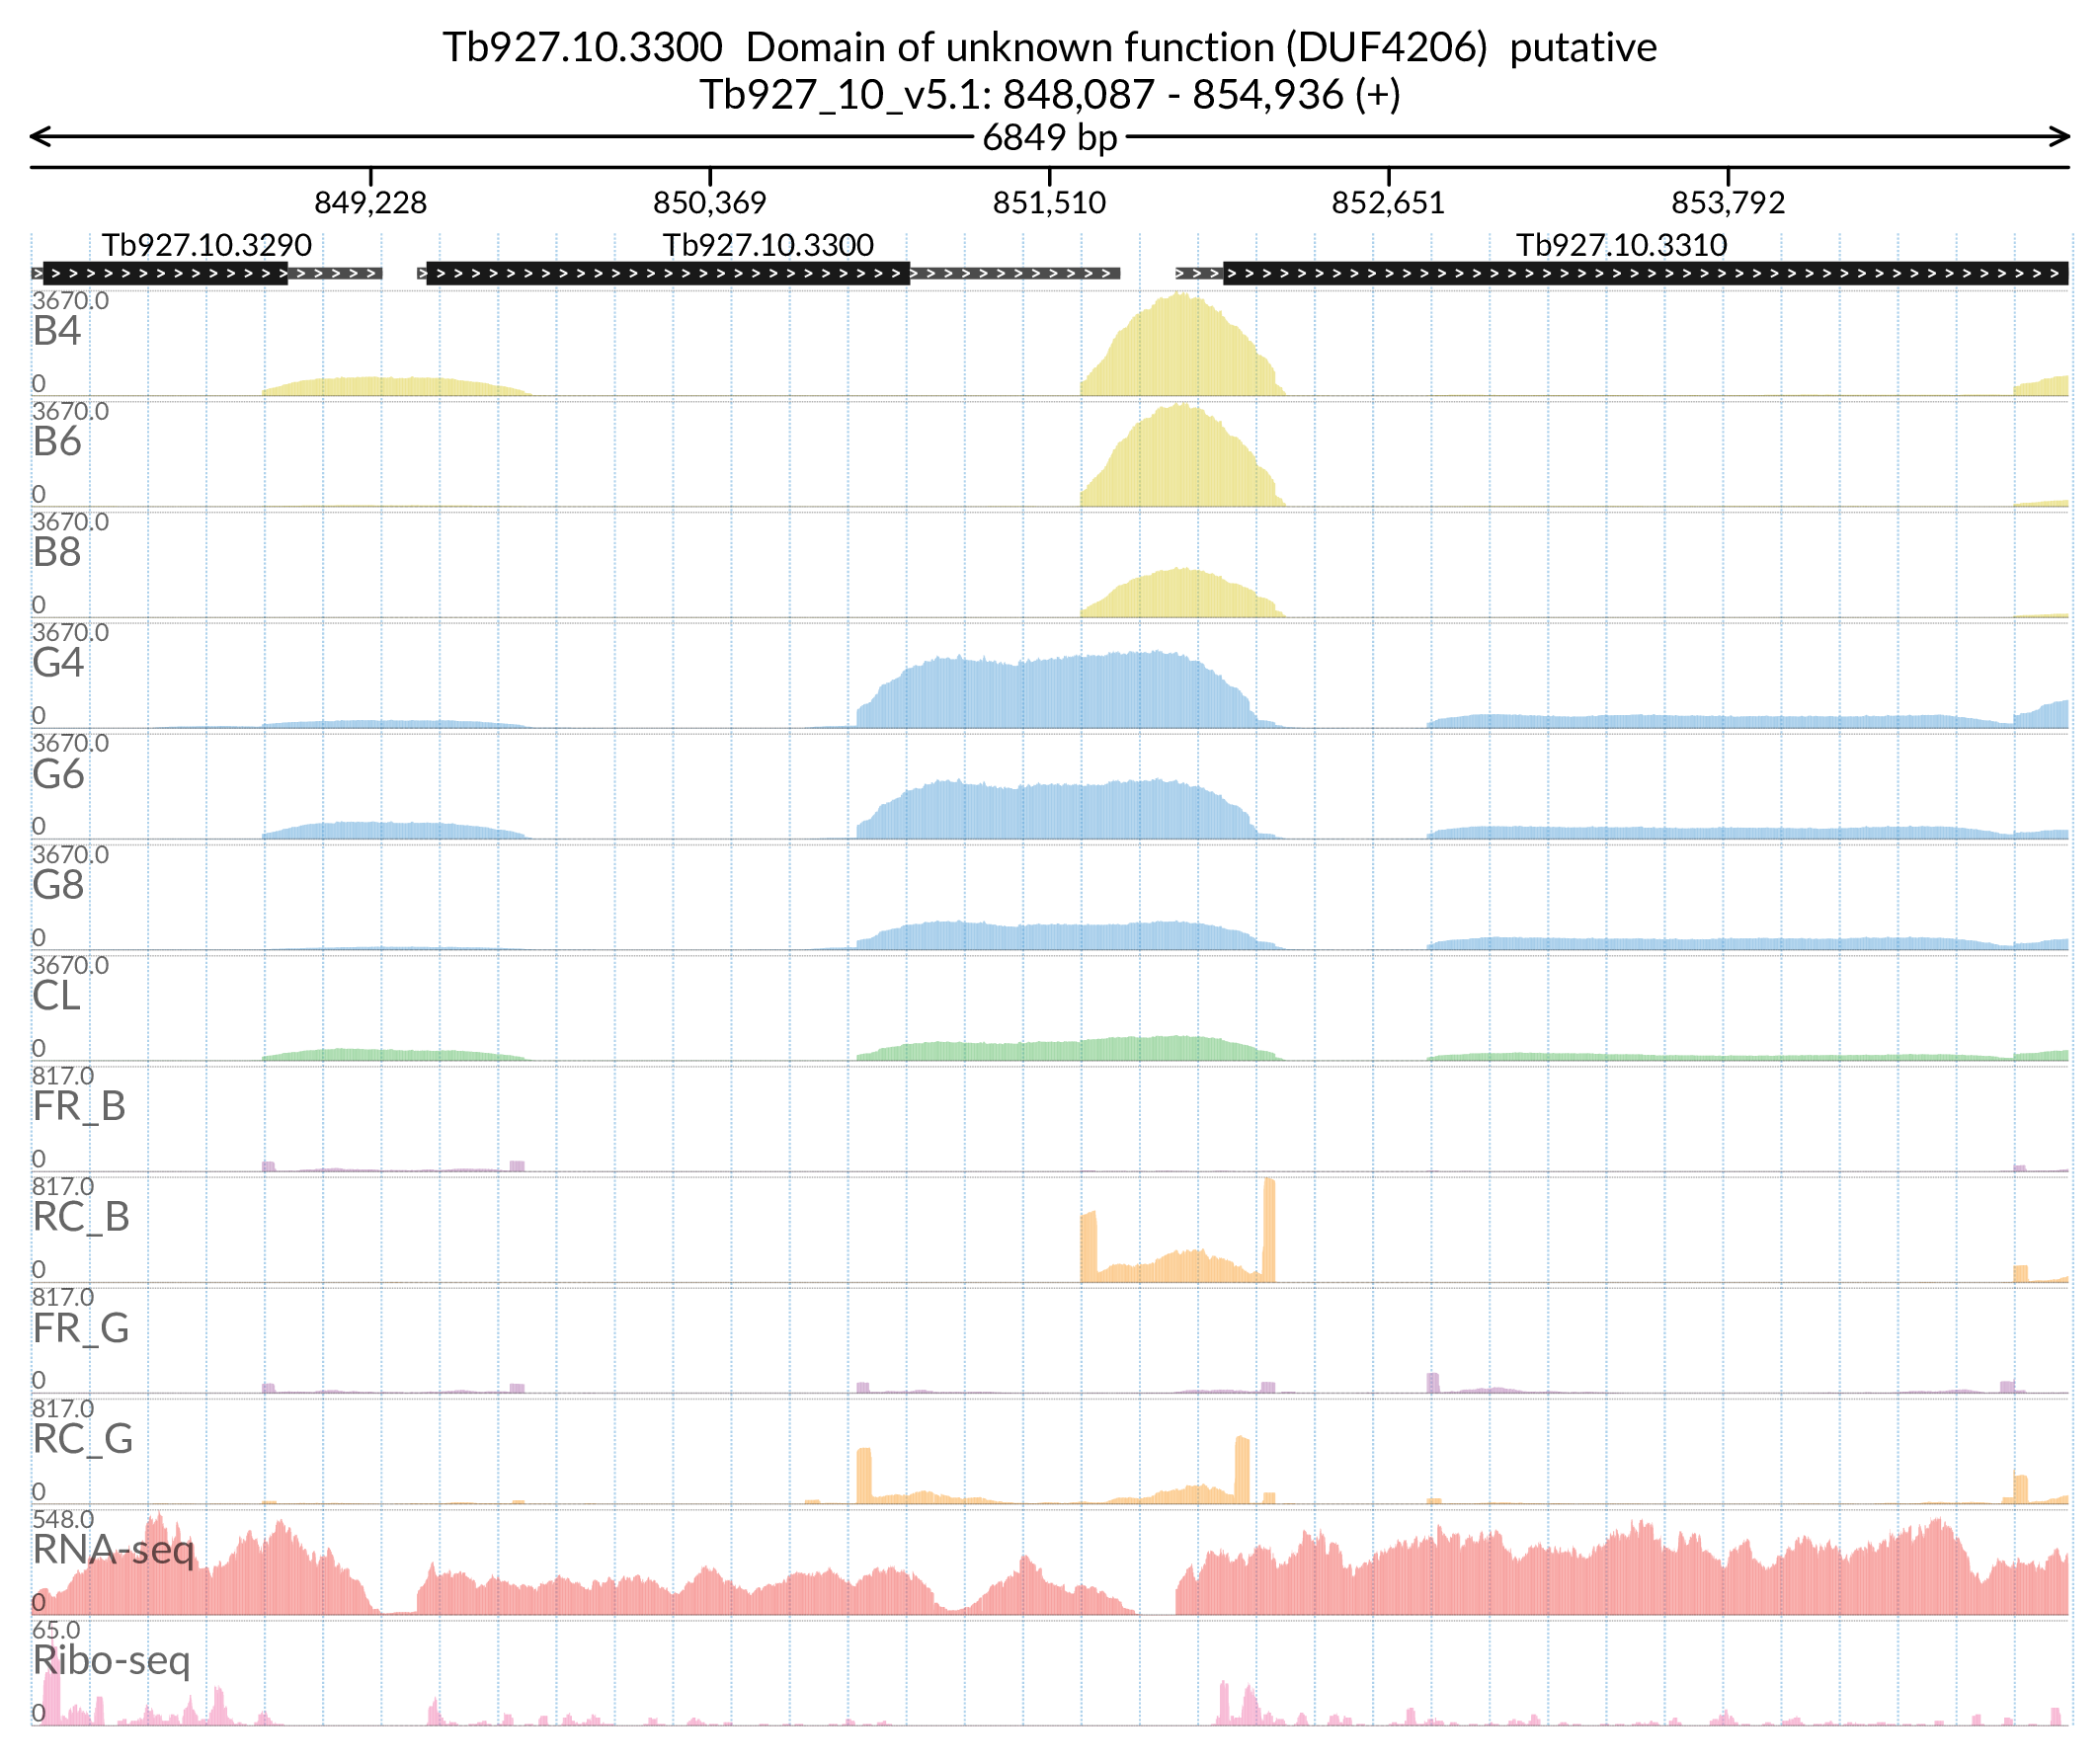 Tb927.10.3300  Domain of unknown function (DUF4206)  putative
Tb927_10_v5.1: 848,087 - 854,936 (+)
6849 bp
849,228 850,369 851,510 852,651 853,792
Tb927.10.3290 Tb927.10.3300 Tb927.10.3310
3670.0
B4
0
3670.0
B6
0
3670.0
B8
0
3670.0
G4
0
3670.0
G6
0
3670.0
G8
0
3670.0
CL
0
817.0
FR_B
0
817.0
RC_B
0
817.0
FR_G
0
817.0
RC_G
0
548.0
RNA-seq
0
65.0
Ribo-seq
0